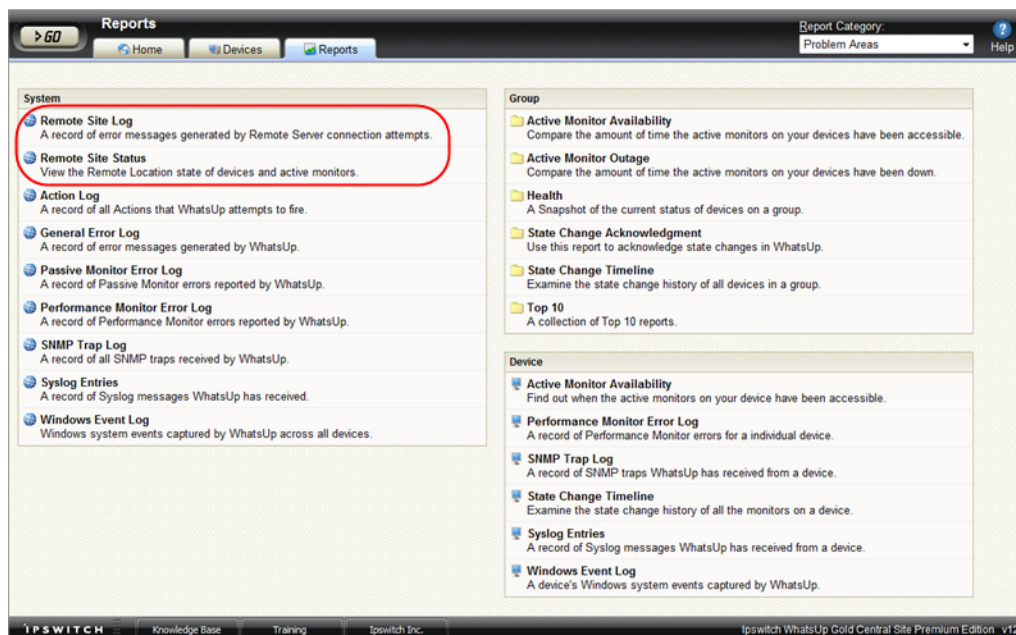 Reports
>GO
Home
Devices
Reports
Report Category:
Problem Areas
Help
System
Remote Site Log
A record of error messages generated by Remote Server connection attempts.
Remote Site Status
View the Remote Location state of devices and active monitors.
Action Log
A record of all Actions that WhatsUp attempts to fire.
General Error Log
A record of error messages generated by WhatsUp.
Passive Monitor Error Log
A record of Passive Monitor errors reported by WhatsUp.
Performance Monitor Error Log
A record of Performance Monitor errors reported by WhatsUp.
SNMP Trap Log
A record of all SNMP traps received by WhatsUp.
Syslog Entries
A record of Syslog messages WhatsUp has received.
Windows Event Log
Windows system events captured by WhatsUp across all devices.
Group
Active Monitor Availability
Compare the amount of time the active monitors on your devices have been accessible.
Active Monitor Outage
Compare the amount of time the active monitors on your devices have been down.
Health
A Snapshot of the current status of devices on a group.
State Change Acknowledgment
Use this report to acknowledge state changes in WhatsUp.
State Change Timeline
Examine the state change history of all devices in a group.
Top 10
A collection of Top 10 reports.
Device
Active Monitor Availability
Find out when the active monitors on your device have been accessible.
Performance Monitor Error Log
A record of Performance Monitor errors for a individual device.
SNMP Trap Log
A record of SNMP traps WhatsUp has received from a device.
State Change Timeline
Examine the state change history of all the monitors on a device.
Syslog Entries
A record of Syslog messages WhatsUp has received from a device.
Windows Event Log
A device's Windows system events captured by WhatsUp.
IPSWITCH
Knowledge Base
Training
Ipswitch Inc.
Ipswitch WhatsUp Gold Central Site Premium Edition v12